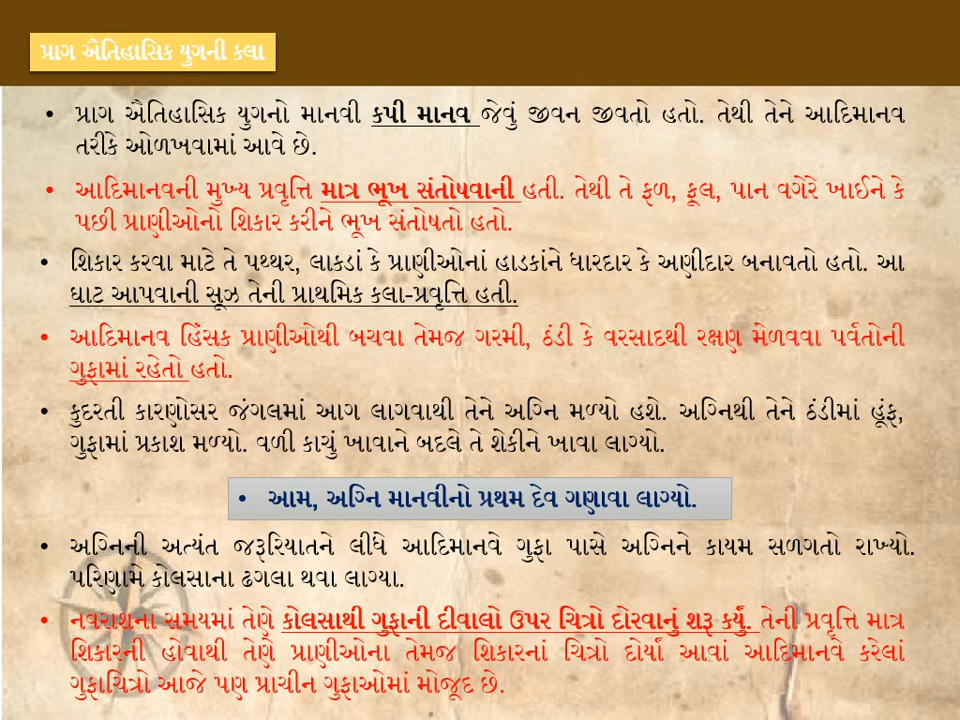 પ્રાગ ઐતિહાસિક યુગની કલા
• પ્રાગ ઐતિહાસિક યુગનો માનવી કપી માનવ જેવું જીવન જીવતો હતો. તેથી તેને આદિમાનવ
તરીકે ઓળખવામાં આવે છે.
• આદિમાનવની મુખ્ય પ્રવૃત્તિ માત્ર ભૂખ સંતોષવાની હતી. તેથી તે ફળ, ફૂલ, પાન વગેરે ખાઈને કે
પછી પ્રાણીઓનો શિકાર કરીને ભૂખ સંતોષતો હતો.
• શિકાર કરવા માટે તે પથ્થર, લાકડાં કે પ્રાણીઓનાં હાડકાંને ધારદાર કે અણીદાર બનાવતો હતો. આ
ઘાટ આપવાની સૂઝ તેની પ્રાથમિક કલા-પ્રવૃત્તિ હતી.
• આદિમાનવ હિંસક પ્રાણીઓથી બચવા તેમજ ગરમી, ઠંડી કે વરસાદથી રક્ષણ મેળવવા પર્વતોની
ગુફામાં રહેતો હતો.
• કુદરતી કારણોસર જંગલમાં આગ લાગવાથી તેને અગ્નિ મળ્યો હશે. અગ્નિથી તેને ઠંડીમાં હૂંફ,
ગુફામાં પ્રકાશ મળ્યો. વળી કાચું ખાવાને બદલે તે શેકીને ખાવા લાગ્યો.
• આમ, અગ્નિ માનવીનો પ્રથમ દેવ ગણાવા લાગ્યો.
• અગ્નિની અત્યંત જરૂરિયાતને લીધે આદિમાનવે ગુફા પાસે અગ્નિને કાયમ સળગતો રાખ્યો.
પરિણામે કોલસાના ઢગલા થવા લાગ્યા.
• નવરાશના સમયમાં તેણે કોલસાથી ગુફાની દીવાલો ઉપર ચિત્રો દોરવાનું શરૂ કર્યું. તેની પ્રવૃત્તિ માત્ર
શિકારની હોવાથી તેણે પ્રાણીઓના તેમજ શિકારનાં ચિત્રો દોર્યાં આવાં આદિમાનવે કરેલાં
ગુફાચિત્રો આજે પણ પ્રાચીન ગુફાઓમાં મોજૂદ છે.